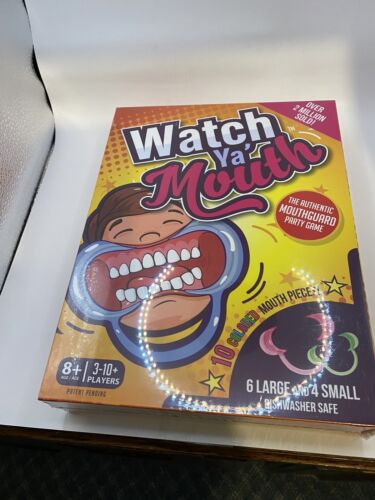 OVER
2 MILLION
SOLD!
Watch
Ya'
Mouth
TM
THE AUTHENTIC
MOUTHGUARD
PARTY GAME
10 COLORED MOUTH PIECES
8+
3-10+
PLAYERS
PATENT PENDING
6 LARGE AND 4 SMALL
DISHWASHER SAFE